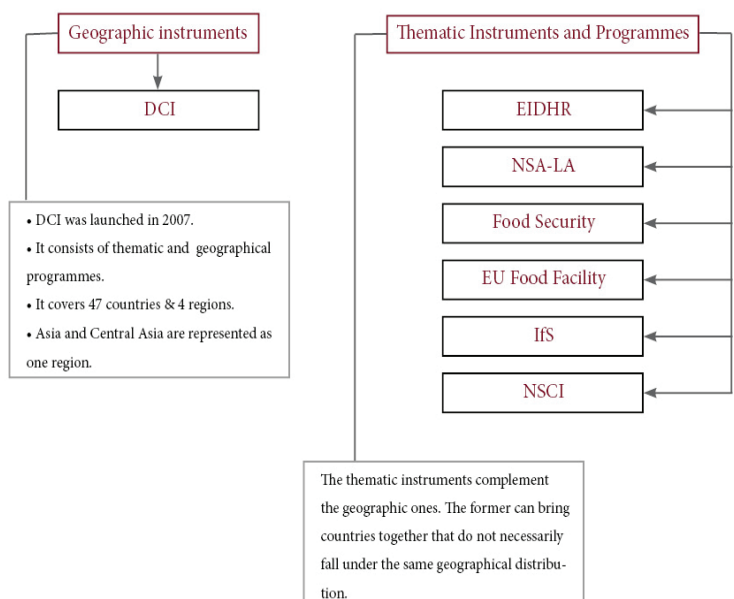 Geographic instruments
DCI
• DCI was launched in 2007.
• It consists of thematic and geographical
programmes.
• It covers 47 countries & 4 regions.
• Asia and Central Asia are represented as
one region.
Thematic Instruments and Programmes
EIDHR
NSA-LA
Food Security
EU Food Facility
IfS
NSCI
The thematic instruments complement
the geographic ones. The former can bring
countries together that do not necessarily
fall under the same geographical distribu-
tion.